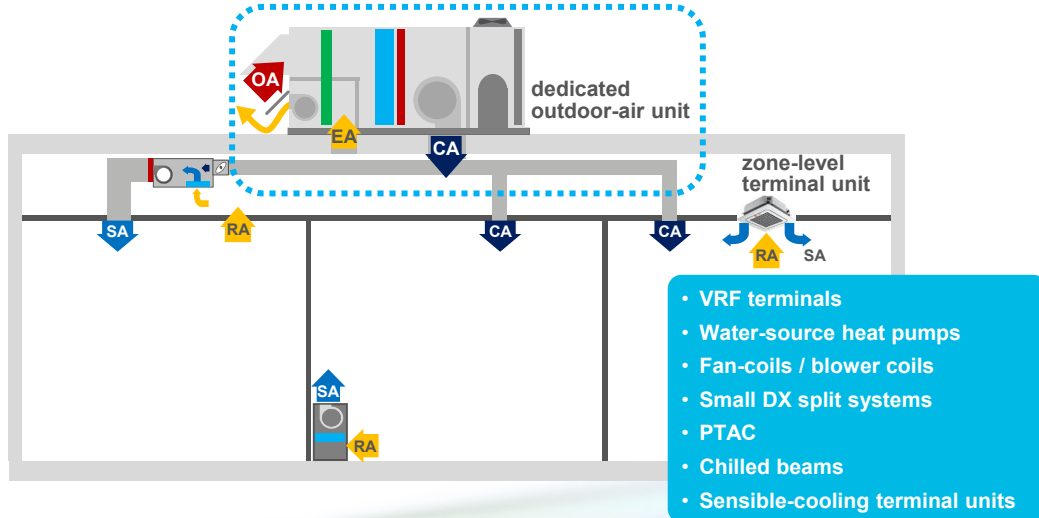 OA
dedicated
outdoor-air unit
EA
CA
zone-level
terminal unit
SA
RA
CA
CA
RA
SA
• VRF terminals
• Water-source heat pumps
• Fan-coils / blower coils
• Small DX split systems
• PTAC
• Chilled beams
• Sensible-cooling terminal units
SA
RA